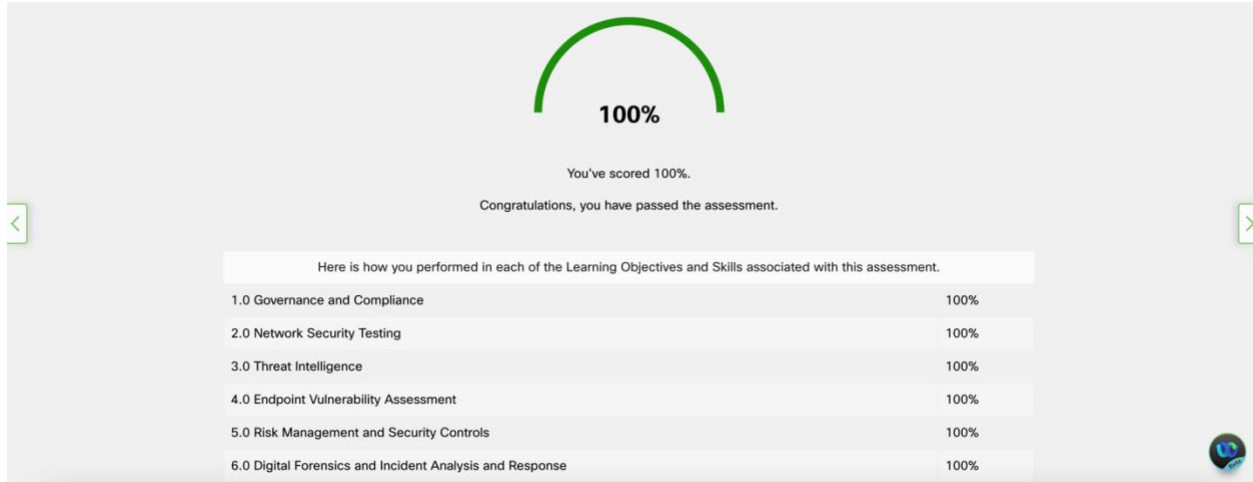 100%
You've scored 100%.
Congratulations, you have passed the assessment.
Here is how you performed in each of the Learning Objectives and Skills associated with this assessment.
1.0 Governance and Compliance 100%
2.0 Network Security Testing 100%
3.0 Threat Intelligence 100%
4.0 Endpoint Vulnerability Assessment 100%
5.0 Risk Management and Security Controls 100%
6.0 Digital Forensics and Incident Analysis and Response 100%
Beta